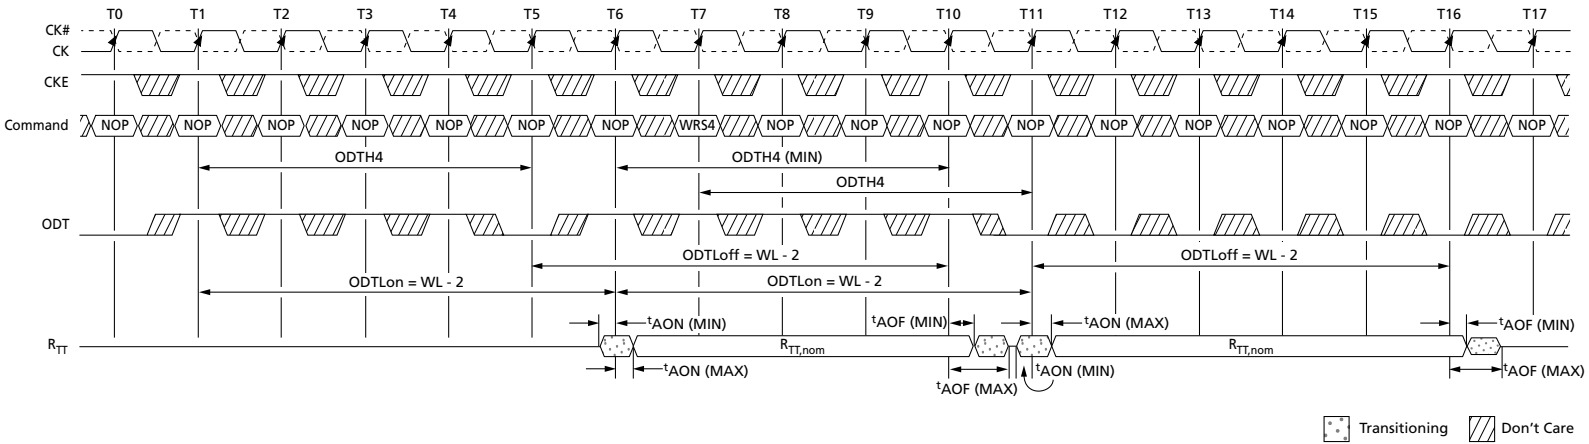 T0 T1 T2 T3 T4 T5 T6 T7 T8 T9 T10 T11 T12 T13 T14 T15 T16 T17
CK#
CK
CKE
Command NOP NOP NOP NOP NOP NOP NOP WRS4 NOP NOP NOP NOP NOP NOP NOP NOP NOP NOP
ODTH4 ODTH4 (MIN)
ODTH4
ODT
ODTLoff = WL - 2 ODTLoff = WL - 2
ODTLon = WL - 2 ODTLon = WL - 2
tAON (MIN) tAOF (MIN) tAON (MAX) tAOF (MIN)
RTT RTT,nom RTT,nom
tAON (MAX) tAON (MIN) tAOF (MAX)
tAOF (MAX)
Transitioning Don't Care